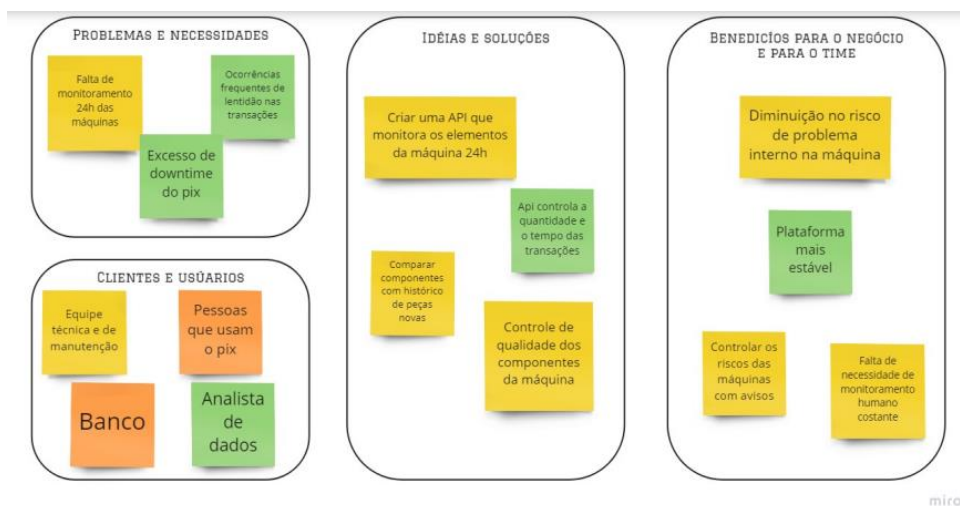 PROBLEMAS E NECESSIDADES
Falta de
monitoramento
24h das
máquinas
Ocorrências
frequentes de
lentidão nas
transações
Excesso de
downtime
do pix
CLIENTES E USÚARIOS
Equipe
técnica e de
manutenção
Pessoas
que usam
o pix
Banco
Analista
de
dados
IDÉIAS E SOLUÇÕES
Criar uma API que
monitora os elementos
da máquina 24h
Api controla a
quantidade e
o tempo das
transações
Comparar
componentes
com histórico
de peças
novas
Controle de
qualidade dos
componentes
da máquina
BENEDICÍOS PARA O NEGÓCIO
E PARA O TIME
Diminuição no risco
de problema
interno na máquina
Plataforma
mais
estável
Controlar os
riscos das
máquinas
com avisos
Falta de
necessidade de
monitoramento
humano
costante
miro